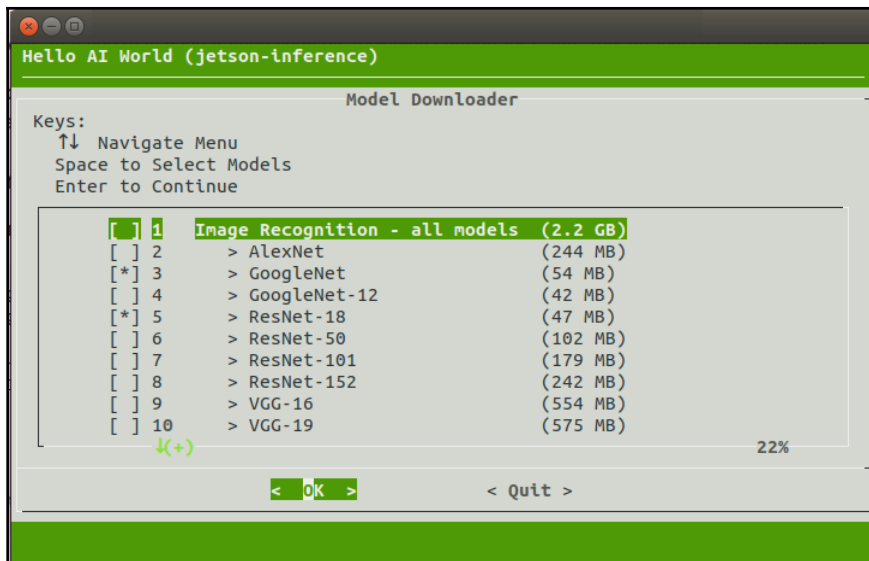 Hello AI World (jetson-inference)
Model Downloader
Keys:
↑↓ Navigate Menu
Space to Select Models
Enter to Continue
[ ] 1 Image Recognition - all models (2.2 GB)
[ ] 2 > AlexNet (244 MB)
[*] 3 > GoogleNet (54 MB)
[ ] 4 > GoogleNet-12 (42 MB)
[*] 5 > ResNet-18 (47 MB)
[ ] 6 > ResNet-50 (102 MB)
[ ] 7 > ResNet-101 (179 MB)
[ ] 8 > ResNet-152 (242 MB)
[ ] 9 > VGG-16 (554 MB)
[ ] 10 > VGG-19 (575 MB)
↓(+) 22%
< OK > < Quit >